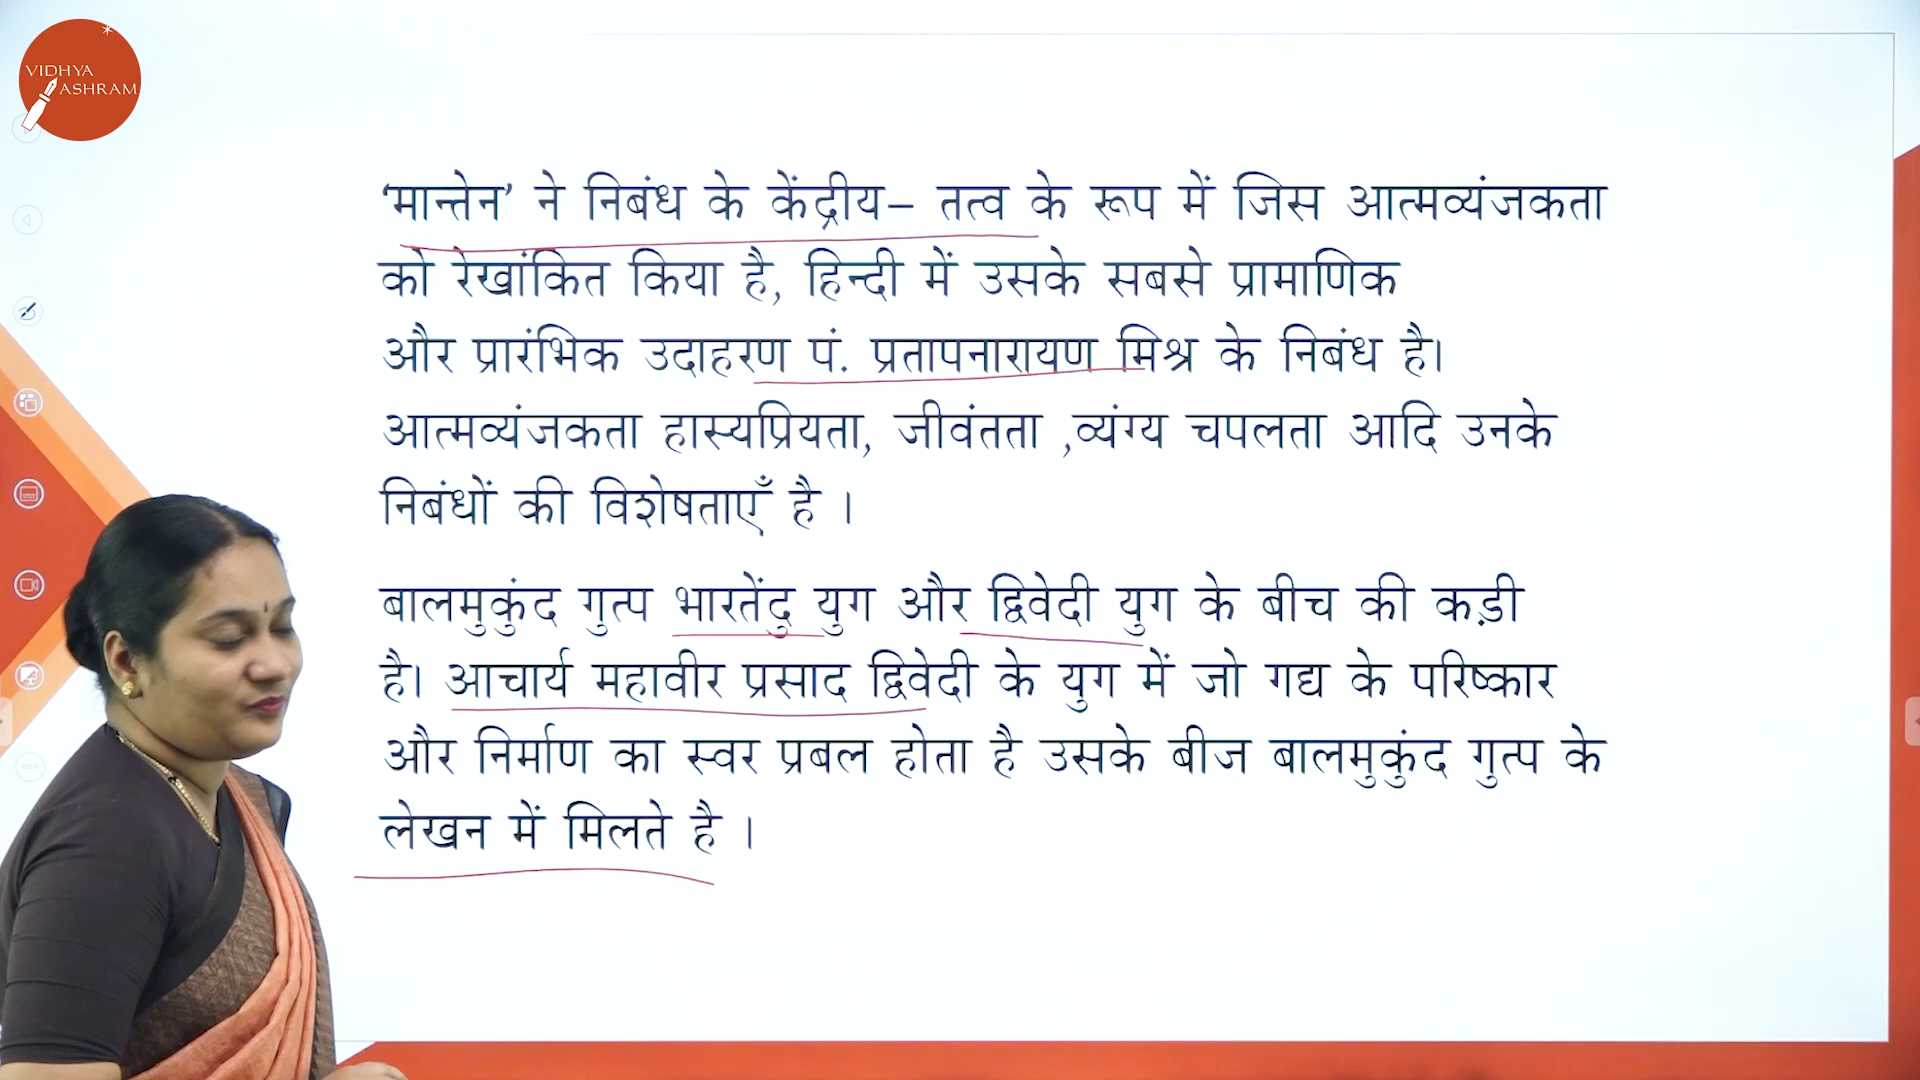 VIDHYA
ASHRAM
‘मान्तेन’ ने निबंध के केंद्रीय– तत्व के रूप में जिस आत्मव्यंजकता
को रेखांकित किया है, हिन्दी में उसके सबसे प्रामाणिक
और प्रारंभिक उदाहरण पं. प्रतापनारायण मिश्र के निबंध है।
आत्मव्यंजकता हास्यप्रियता, जीवंतता ,व्यंग्य चपलता आदि उनके
निबंधों की विशेषताएँ है ।
बालमुकुंद गुत्प भारतेंदु युग और द्विवेदी युग के बीच की कड़ी
है। आचार्य महावीर प्रसाद द्विवेदी के युग में जो गद्य के परिष्कार
और निर्माण का स्वर प्रबल होता है उसके बीज बालमुकुंद गुत्प के
लेखन में मिलते है ।